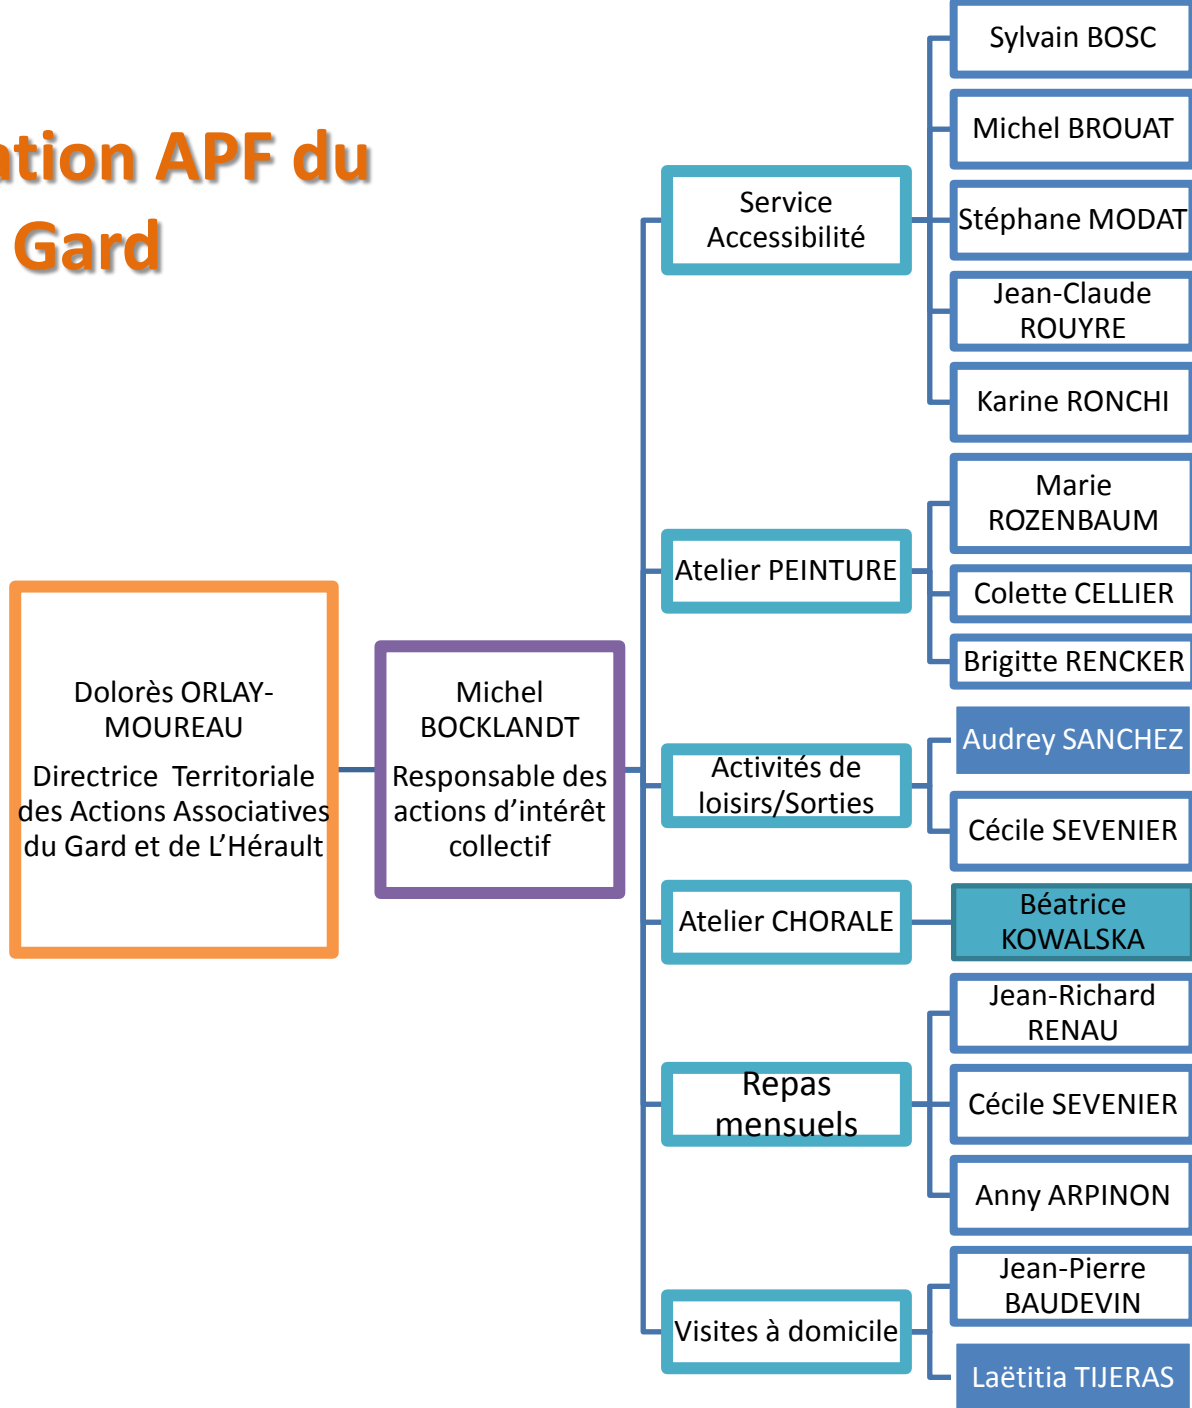 ation APF du
Gard
Dolorès ORLAY-
MOUREAU
Directrice Territoriale
des Actions Associatives
du Gard et de L'Hérault
Michel
BOCKLANDT
Responsable des
actions d’intérêt
collectif
Service
Accessibilité
Sylvain BOSC
Michel BROUAT
Stéphane MODAT
Jean-Claude
ROUYRE
Karine RONCHI
Atelier PEINTURE
Marie
ROZENBAUM
Colette CELLIER
Brigitte RENCKER
Activités de
loisirs/Sorties
Audrey SANCHEZ
Cécile SEVENIER
Atelier CHORALE
Béatrice
KOWALSKA
Repas
mensuels
Jean-Richard
RENAU
Cécile SEVENIER
Anny ARPINON
Visites à domicile
Jean-Pierre
BAUDEVIN
Laëtitia TIJERAS